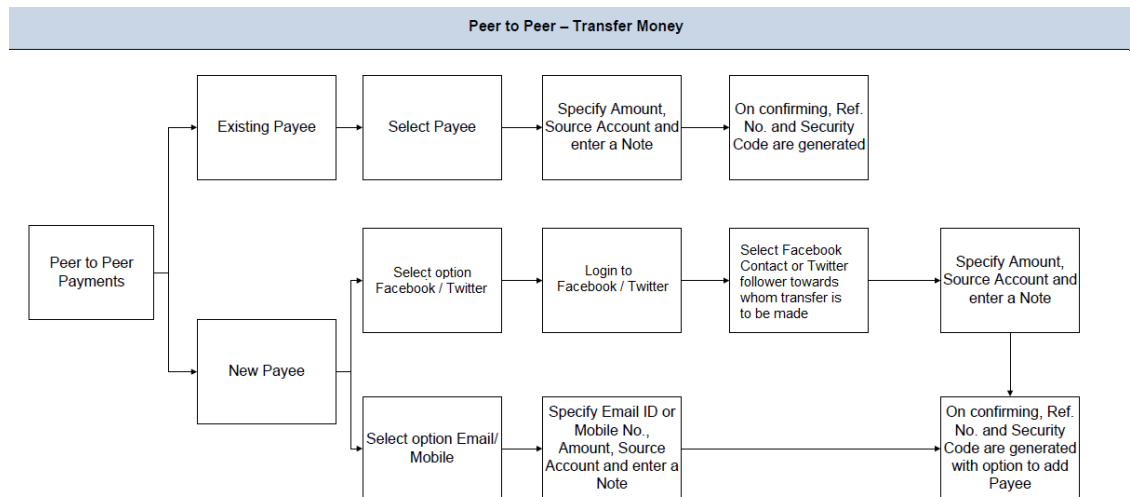 Peer to Peer – Transfer Money
Existing Payee
Select Payee
Specify Amount,
Source Account and
enter a Note
On confirming, Ref.
No. and Security
Code are generated
Peer to Peer
Payments
Select option
Facebook / Twitter
Login to
Facebook / Twitter
Select Facebook
Contact or Twitter
follower towards
whom transfer is
to be made
Specify Amount,
Source Account and
enter a Note
New Payee
Select option Email/
Mobile
Specify Email ID or
Mobile No.,
Amount, Source
Account and enter a
Note
On confirming, Ref.
No. and Security
Code are generated
with option to add
Payee